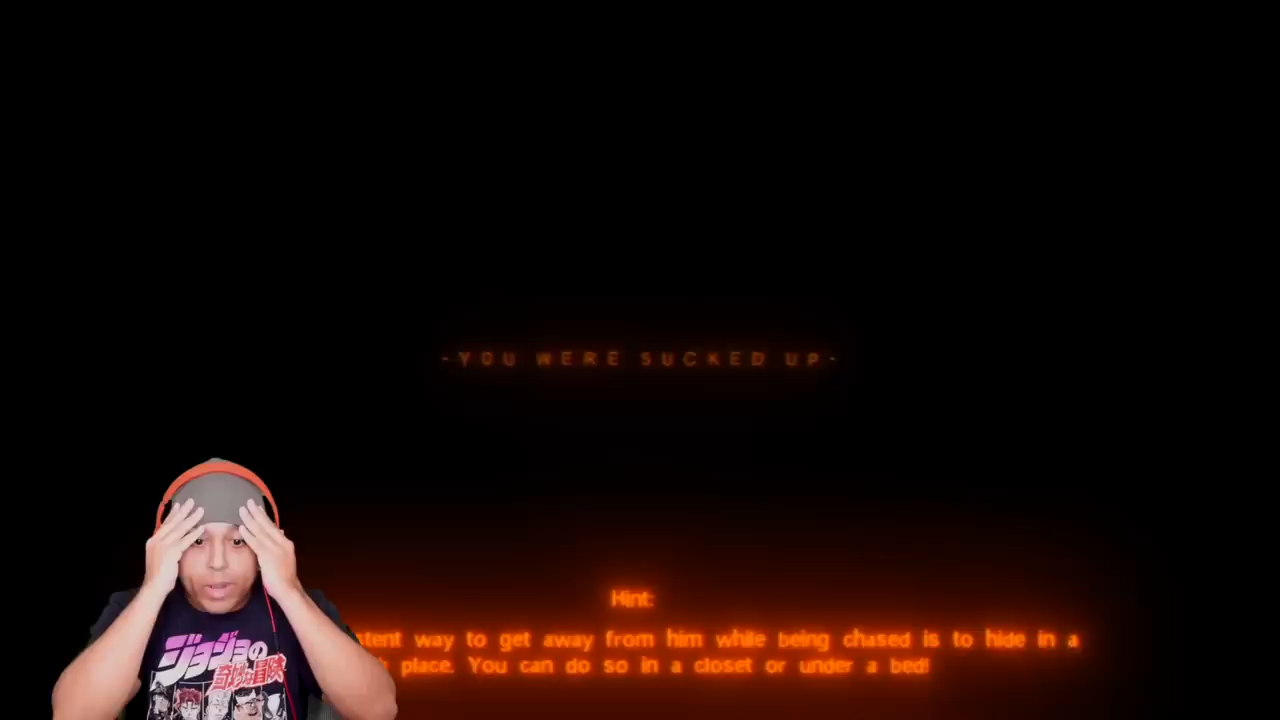 -YOU WERE SUCKED UP-
Hint:
way to get away from him while being chased is to hide in a
place. You can do so in a closet or under a bed!
ジョジョの
奇妙な冒険